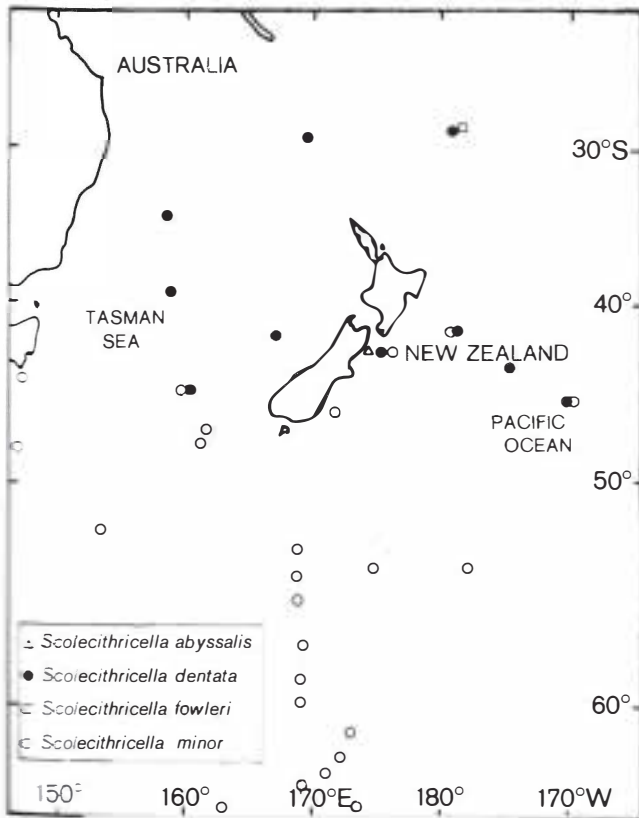 AUSTRALIA
30°S
40°
TASMAN
SEA
NEW ZEALAND
PACIFIC
OCEAN
50°
Scolecithricella abyssalis
Scolecithricella dentata
Scolecithricella fowleri
Scolecithricella minor
60°
150° 160° 170°E 180° 170°W